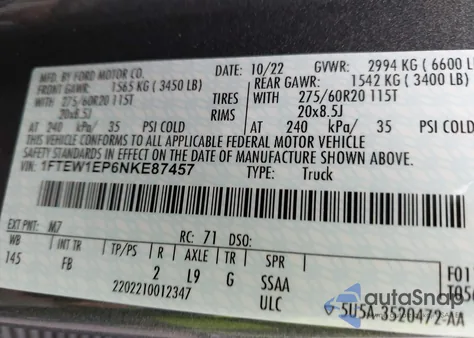 MFD. BY FORD MOTOR CO.
DATE: 10/22 GVWR: 2994 KG ( 6600 LB
FRONT GAWR: 1565 KG ( 3450 LB) REAR GAWR: 1542 KG ( 3400 LB)
WITH 275/60R20 115T TIRES WITH 275/60R20 115T
20x8.5J RIMS 20x8.5J
AT 240 kPa/ 35 PSI COLD AT 240 kPa/ 35 PSI COLD
THIS VEHICLE CONFORMS TO ALL APPLICABLE FEDERAL MOTOR VEHICLE
IN EFFECT ON THE DATE OF MANUFACTURE SHOWN ABOVE.
VIN: 1FTEW1EP6NKE87457 TYPE: Truck
EXT PNT: M7 RC: 71 DSO:
WB INT TR TP/PS R AXLE TR SPR
145 FB 2 L9 G SSAA
2202210012347 ULC
F01
autoSnap
5U5A-3520472-AA